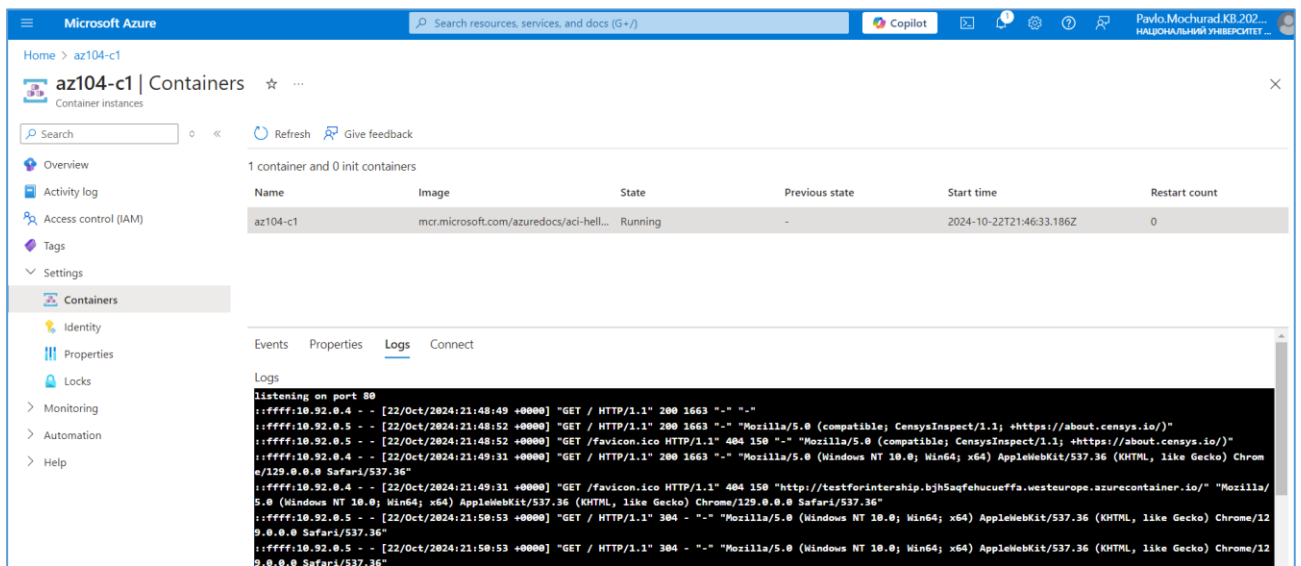 Microsoft Azure
Search resources, services, and docs (G+/)
Copilot
1
Pavlo.Mochurad.KB.202...
НАЦІОНАЛЬНИЙ УНІВЕРСИТЕТ ...
Home > az104-c1
az104-c1 | Containers
Container instances
Search
Refresh
Give feedback
Overview
Activity log
Access control (IAM)
Tags
Settings
Containers
Identity
Properties
Locks
Monitoring
Automation
Help
1 container and 0 init containers
Name Image State Previous state Start time Restart count
az104-c1 mcr.microsoft.com/azuredocs/aci-hell... Running - 2024-10-22T21:46:33.186Z 0
Events Properties Logs Connect
Logs
listening on port 80
::ffff:10.92.0.4 - - [22/Oct/2024:21:48:49 +0000] "GET / HTTP/1.1" 200 1663 "-" "-"
::ffff:10.92.0.5 - - [22/Oct/2024:21:48:52 +0000] "GET / HTTP/1.1" 200 1663 "-" "Mozilla/5.0 (compatible; CensysInspect/1.1; +https://about.censys.io/)"
::ffff:10.92.0.5 - - [22/Oct/2024:21:48:52 +0000] "GET /favicon.ico HTTP/1.1" 404 150 "-" "Mozilla/5.0 (compatible; CensysInspect/1.1; +https://about.censys.io/)"
::ffff:10.92.0.4 - - [22/Oct/2024:21:49:31 +0000] "GET / HTTP/1.1" 200 1663 "-" "Mozilla/5.0 (Windows NT 10.0; Win64; x64) AppleWebKit/537.36 (KHTML, like Gecko) Chrom
e/129.0.0.0 Safari/537.36"
::ffff:10.92.0.4 - - [22/Oct/2024:21:49:31 +0000] "GET /favicon.ico HTTP/1.1" 404 150 "http://testforintership.bjh5aqfehucueffa.westeurope.azurecontainer.io/" "Mozilla/
5.0 (Windows NT 10.0; Win64; x64) AppleWebKit/537.36 (KHTML, like Gecko) Chrome/129.0.0.0 Safari/537.36"
::ffff:10.92.0.5 - - [22/Oct/2024:21:50:53 +0000] "GET / HTTP/1.1" 304 - "-" "Mozilla/5.0 (Windows NT 10.0; Win64; x64) AppleWebKit/537.36 (KHTML, like Gecko) Chrome/12
9.0.0.0 Safari/537.36"
::ffff:10.92.0.5 - - [22/Oct/2024:21:50:53 +0000] "GET / HTTP/1.1" 304 - "-" "Mozilla/5.0 (Windows NT 10.0; Win64; x64) AppleWebKit/537.36 (KHTML, like Gecko) Chrome/12
9.0.0.0 Safari/537.36"